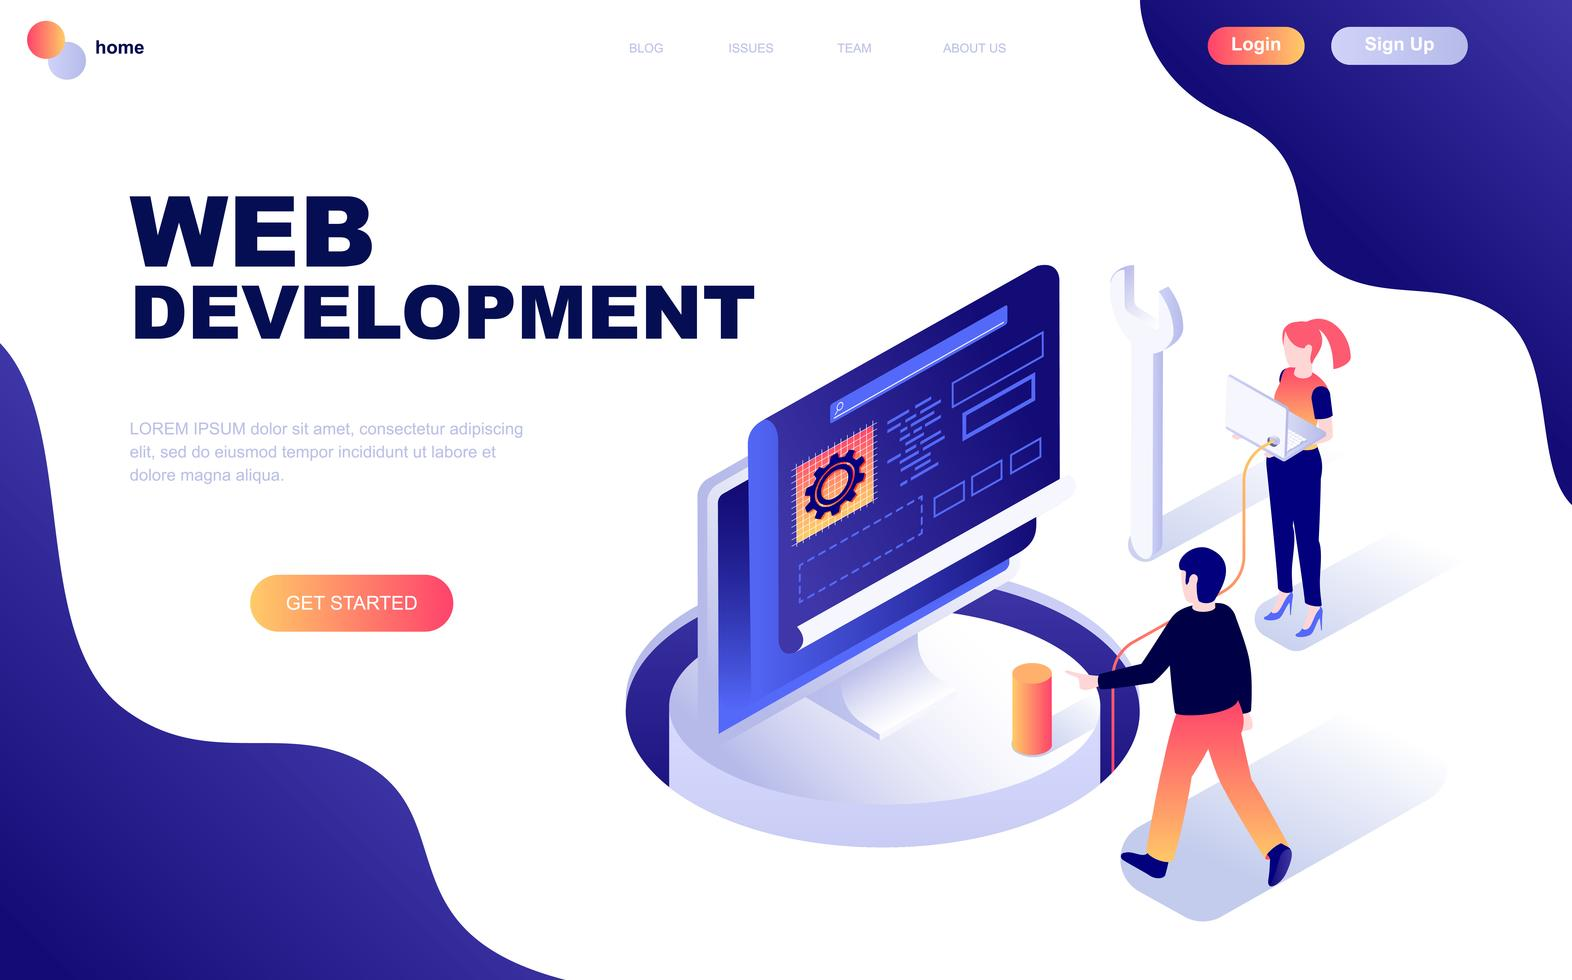 home
BLOG
ISSUES
TEAM
ABOUT US
Login
Sign Up
WEB
DEVELOPMENT
LOREM IPSUM dolor sit amet, consectetur adipiscing
elit, sed do eiusmod tempor incididunt ut labore et
dolore magna aliqua.
GET STARTED